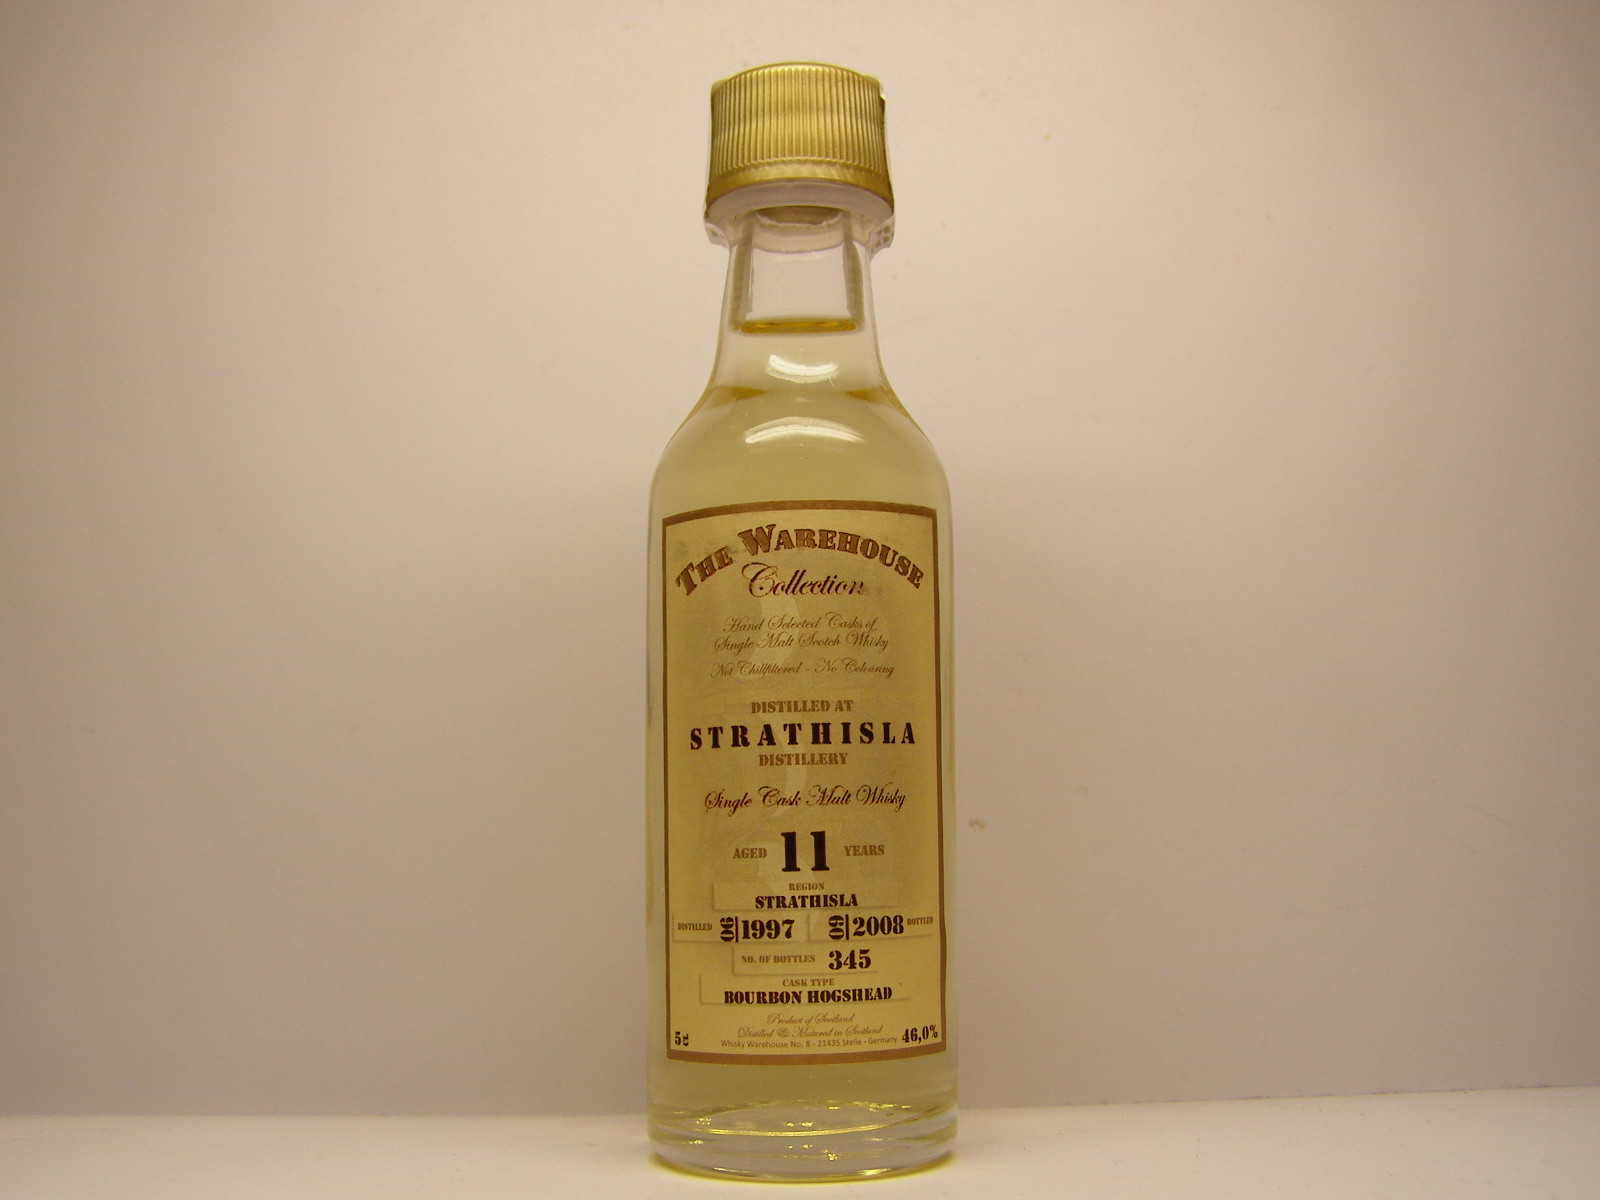 THE WAREHOUSE
Collection
Hand Selected Casks of
Single Malt Scotch Whisky
Not Chillfiltered - No Colouring
DISTILLED AT
STRATHISLA
DISTILLERY
Single Cask Malt Whisky
AGED 11 YEARS
REGION
STRATHISLA
DISTILLED 06|1997 09|2008 BOTTLED
NO. OF BOTTLES 345
CASK TYPE
BOURBON HOGSHEAD
Product of Scotland
Distilled & Matured in Scotland
5cl Whisky Warehouse No. 8 - 21435 Stelle - Germany 46,0%